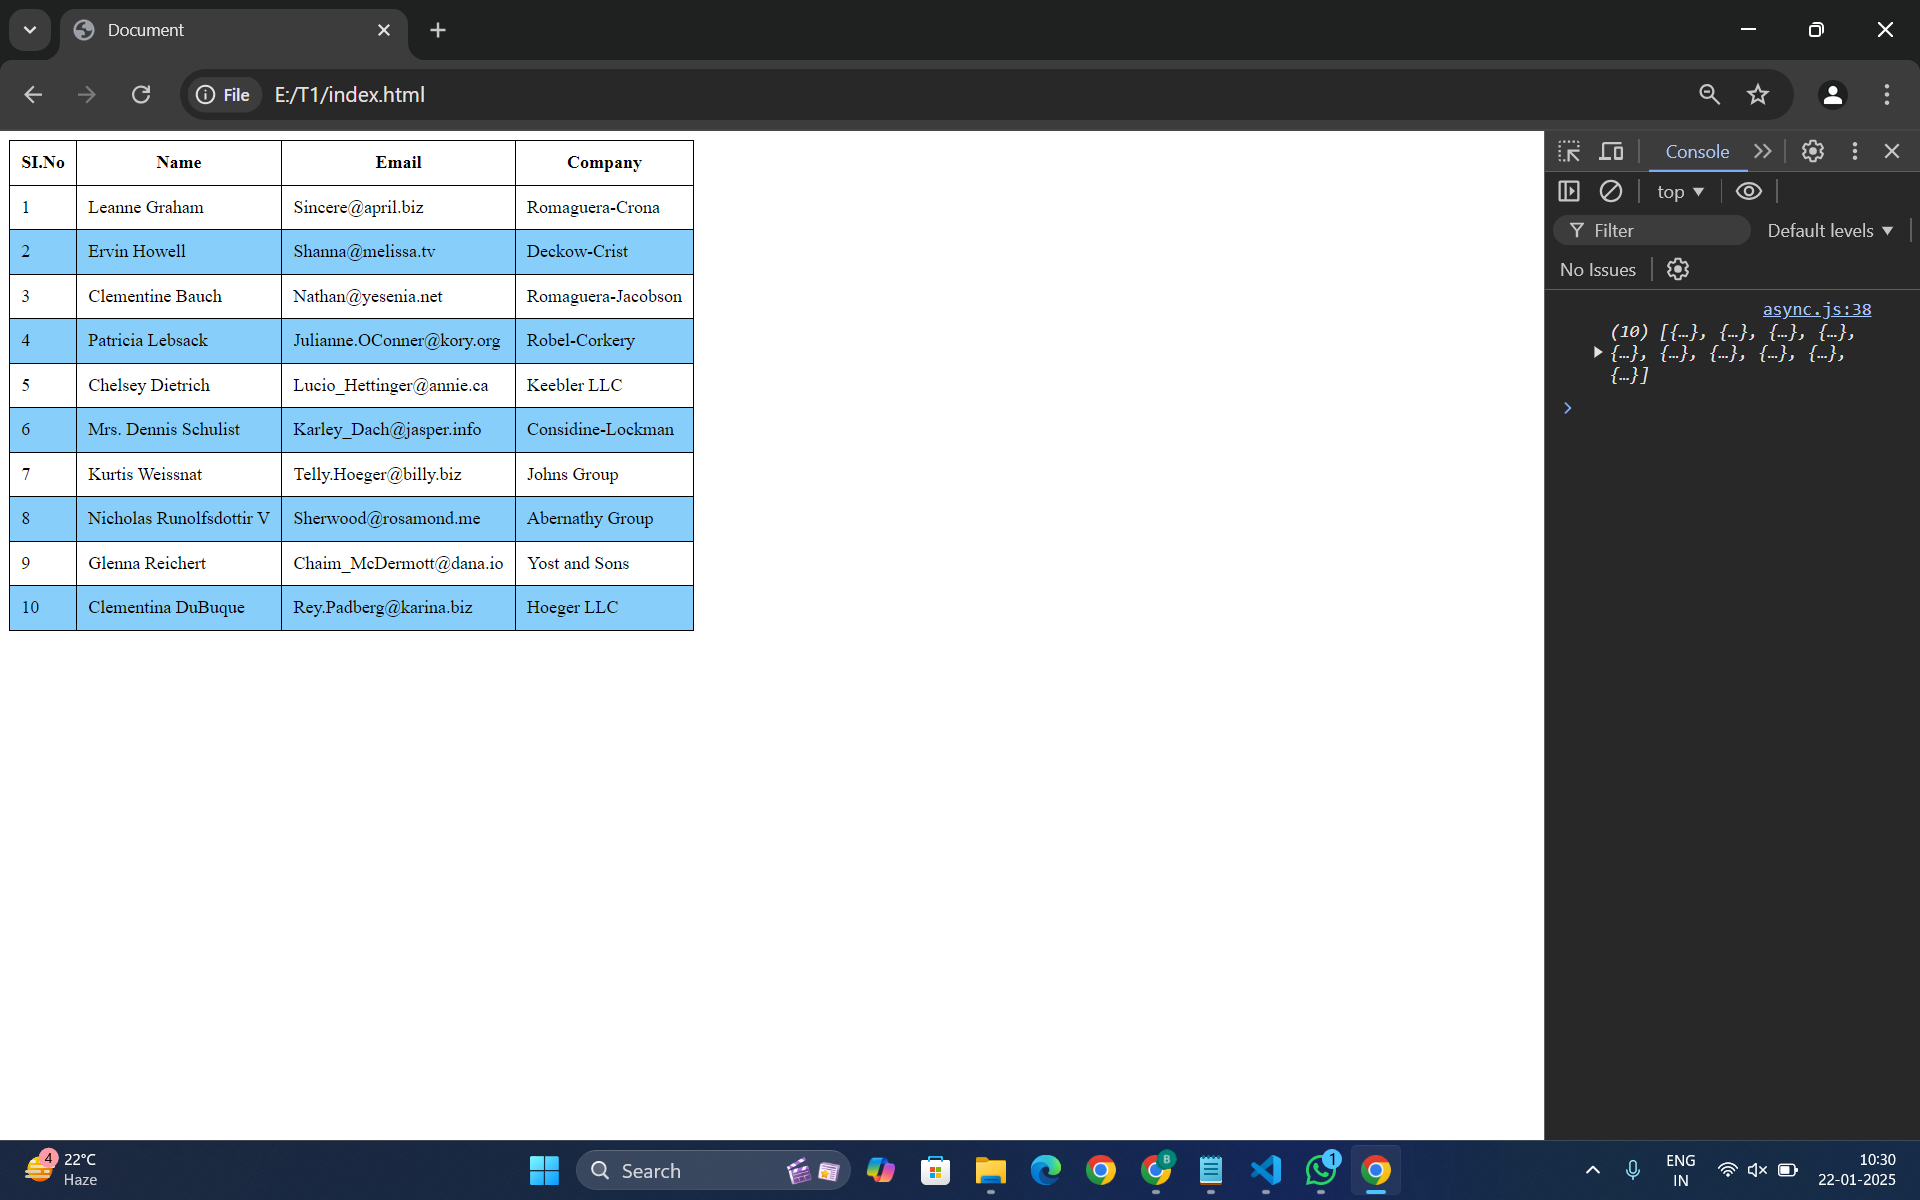 Document
File E:/T1/index.html
SI.No Name Email Company
1 Leanne Graham Sincere@april.biz Romaguera-Crona
2 Ervin Howell Shanna@melissa.tv Deckow-Crist
3 Clementine Bauch Nathan@yesenia.net Romaguera-Jacobson
4 Patricia Lebsack Julianne.OConner@kory.org Robel-Corkery
5 Chelsey Dietrich Lucio_Hettinger@annie.ca Keebler LLC
6 Mrs. Dennis Schulist Karley_Dach@jasper.info Considine-Lockman
7 Kurtis Weissnat Telly.Hoeger@billy.biz Johns Group
8 Nicholas Runolfsdottir V Sherwood@rosamond.me Abernathy Group
9 Glenna Reichert Chaim_McDermott@dana.io Yost and Sons
10 Clementina DuBuque Rey.Padberg@karina.biz Hoeger LLC
Console
top
Filter Default levels
No Issues
async.js:38
(10) [{…}, {…}, {…}, {…},
{…}, {…}, {…}, {…}, {…},
{…}]
4 22°C
Haze
Search
B
1
ENG
IN
10:30
22-01-2025